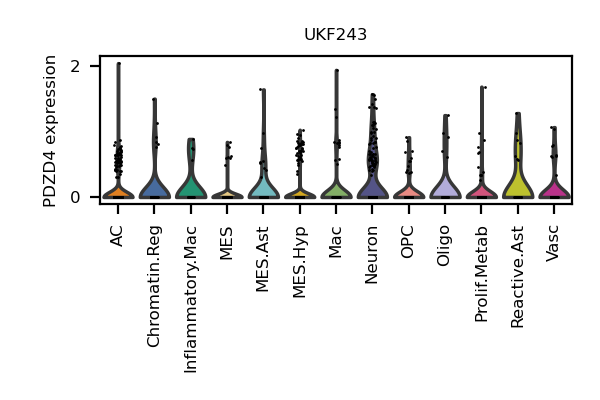 UKF243
PDZD4 expression
2
0
AC
Chromatin.Reg
Inflammatory.Mac
MES
MES.Ast
MES.Hyp
Mac
Neuron
OPC
Oligo
Prolif.Metab
Reactive.Ast
Vasc